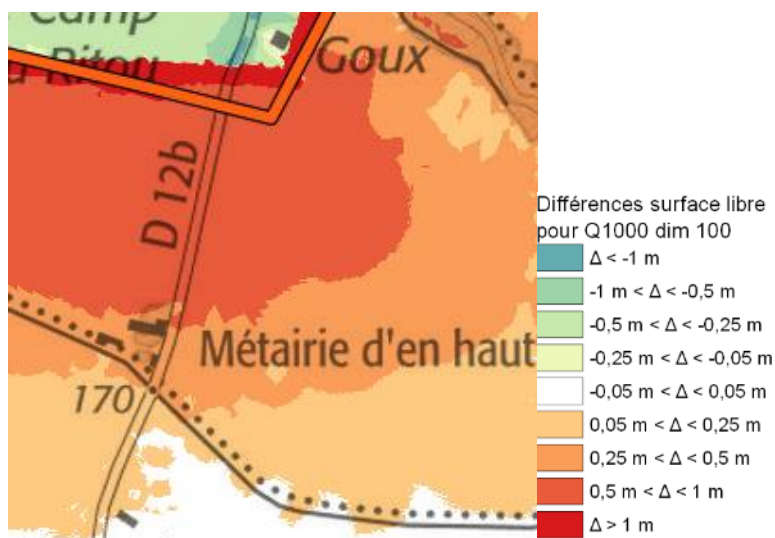 Camp
u Ritou
Goux
D 12b
Métairie d'en haut
170
Différences surface libre
pour Q1000 dim 100
Δ < -1 m
-1 m < Δ < -0,5 m
-0,5 m < Δ < -0,25 m
-0,25 m < Δ < -0,05 m
-0,05 m < Δ < 0,05 m
0,05 m < Δ < 0,25 m
0,25 m < Δ < 0,5 m
0,5 m < Δ < 1 m
Δ > 1 m